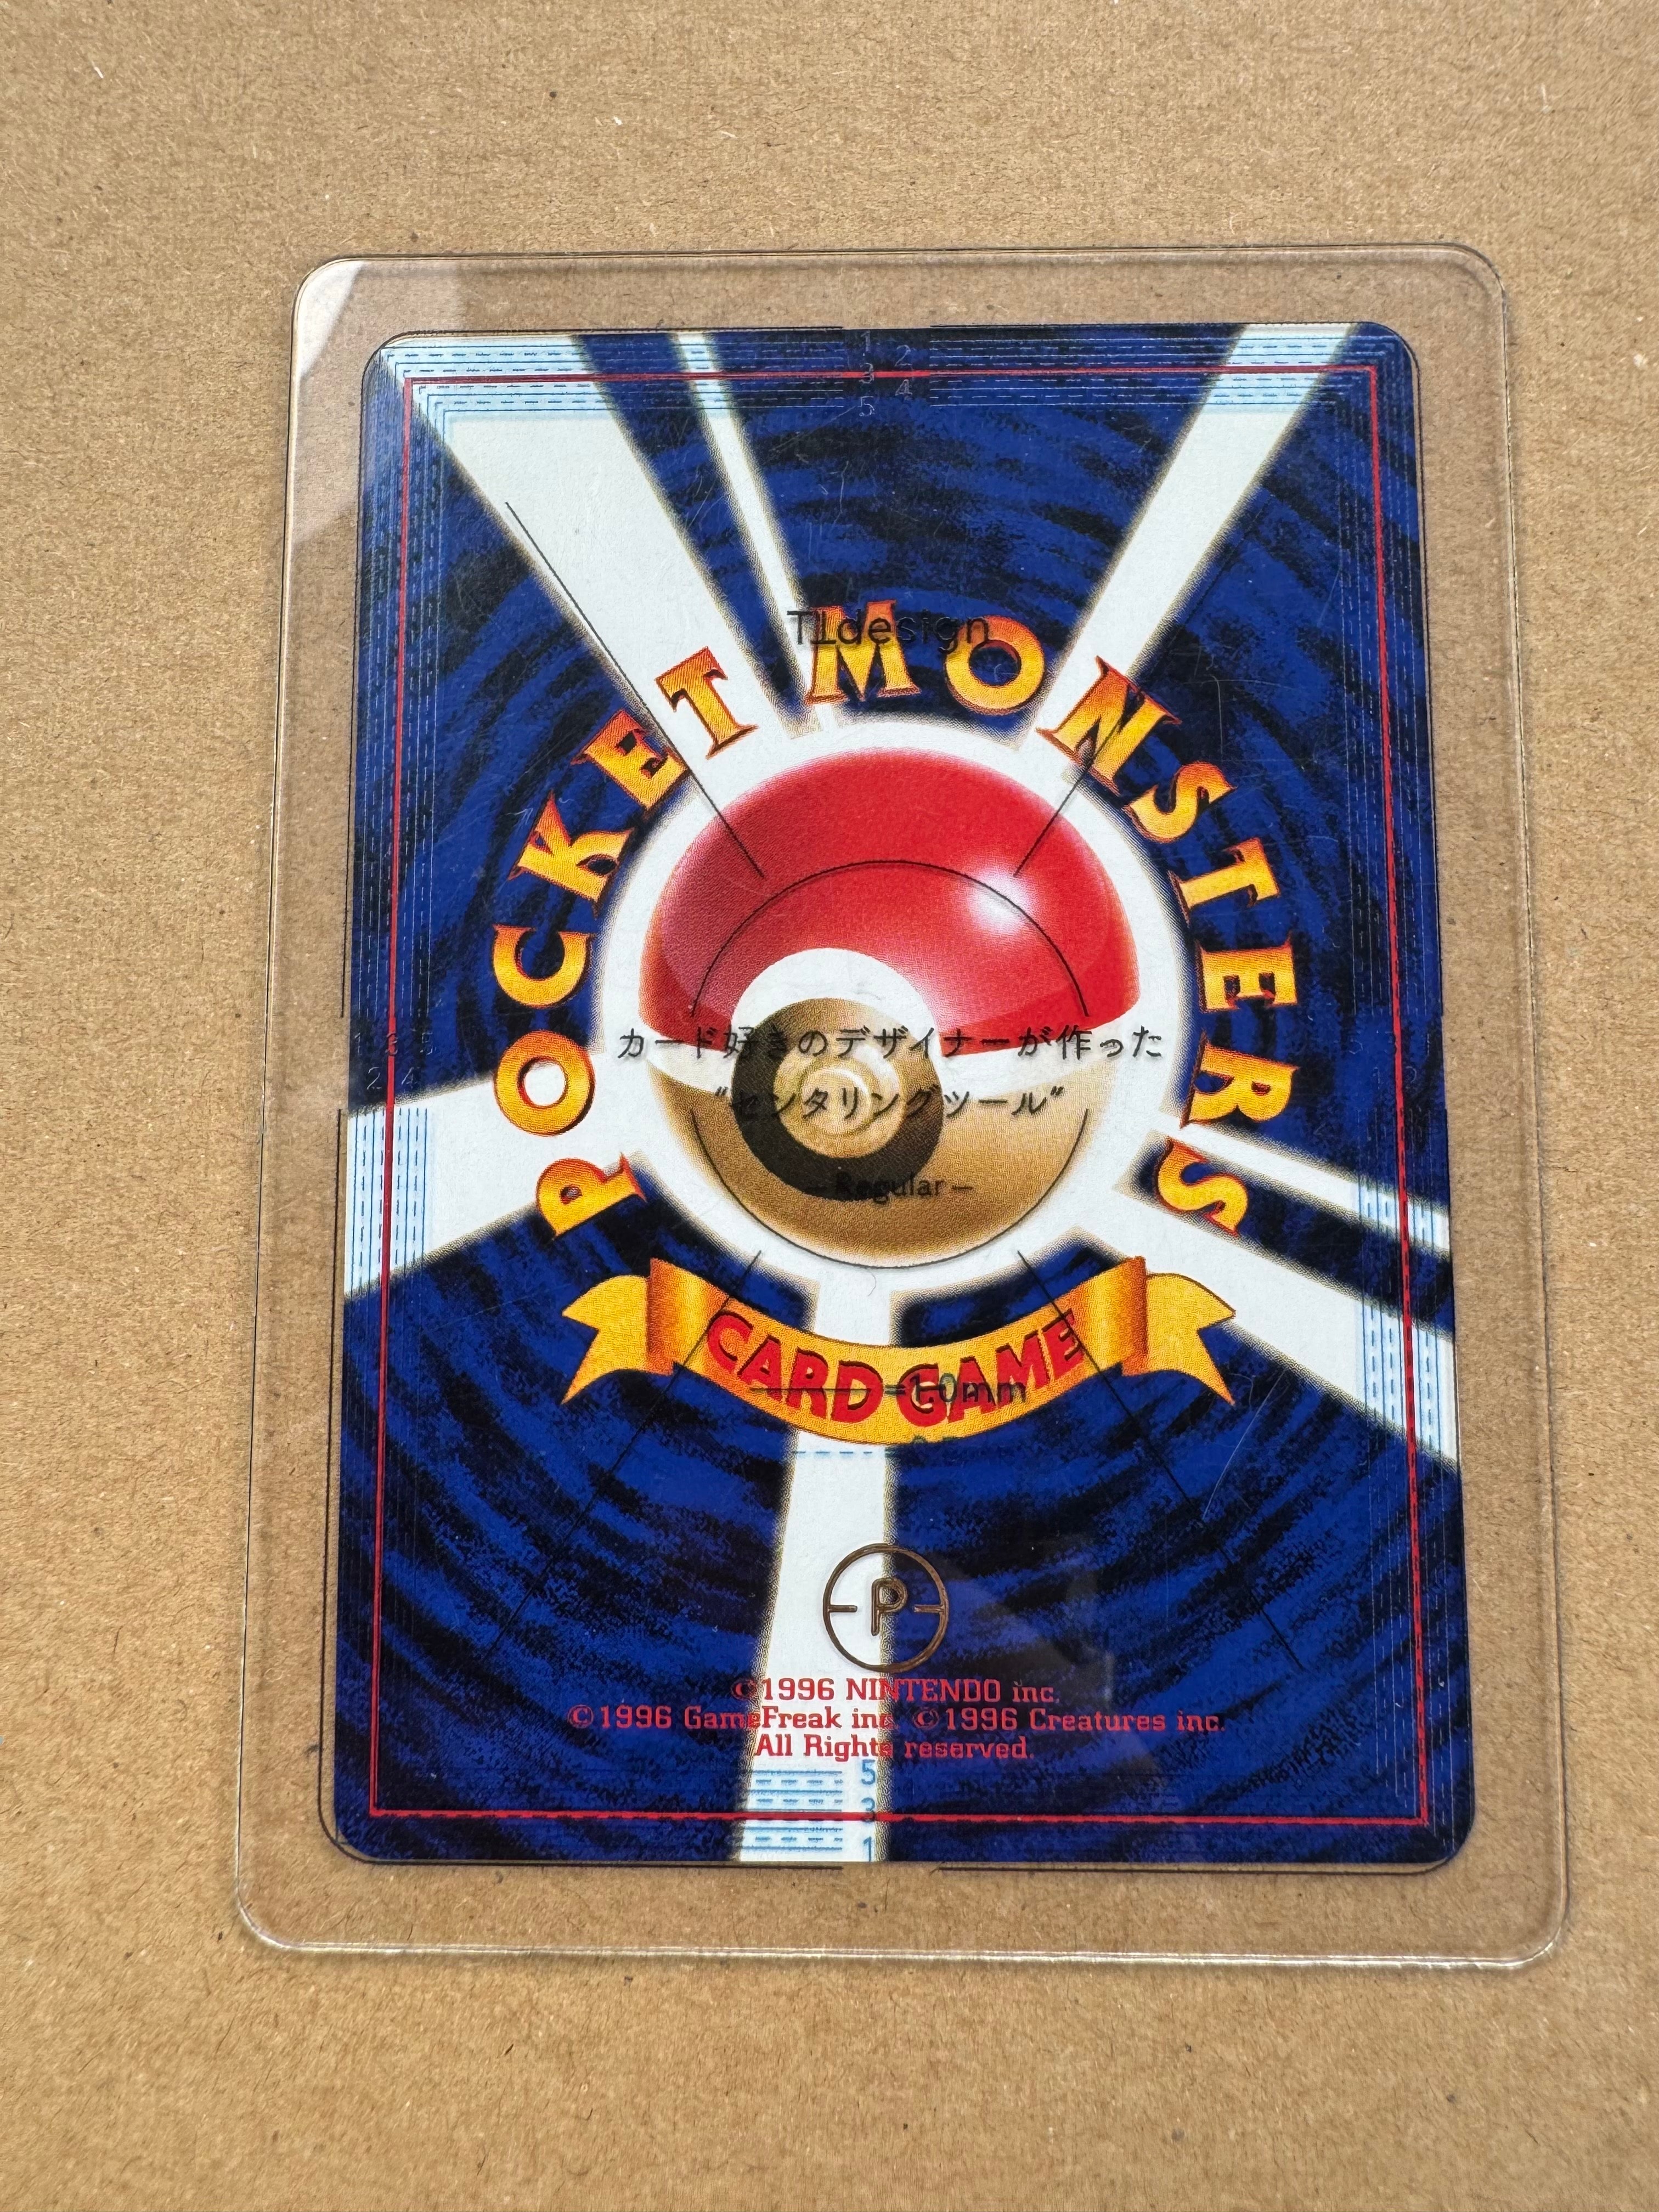 1
2
3
4
5
T1design
POCKET MONSTERS
1 3 5
2 4
カード好きのデザイナーが作った
“センタリングツール”
— Regular —
CARD GAME
=1.0mm
P
©1996 NINTENDO inc.
©1996 GameFreak inc. ©1996 Creatures inc.
All Rights reserved.
5
3
1